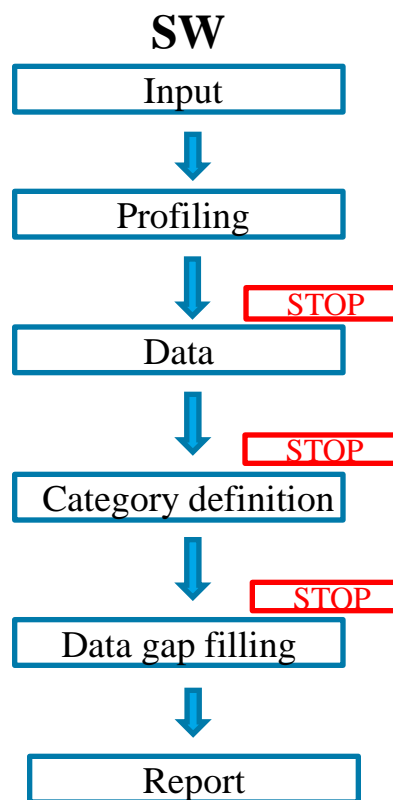 SW
Input
Profiling
STOP
Data
STOP
Category definition
STOP
Data gap filling
Report